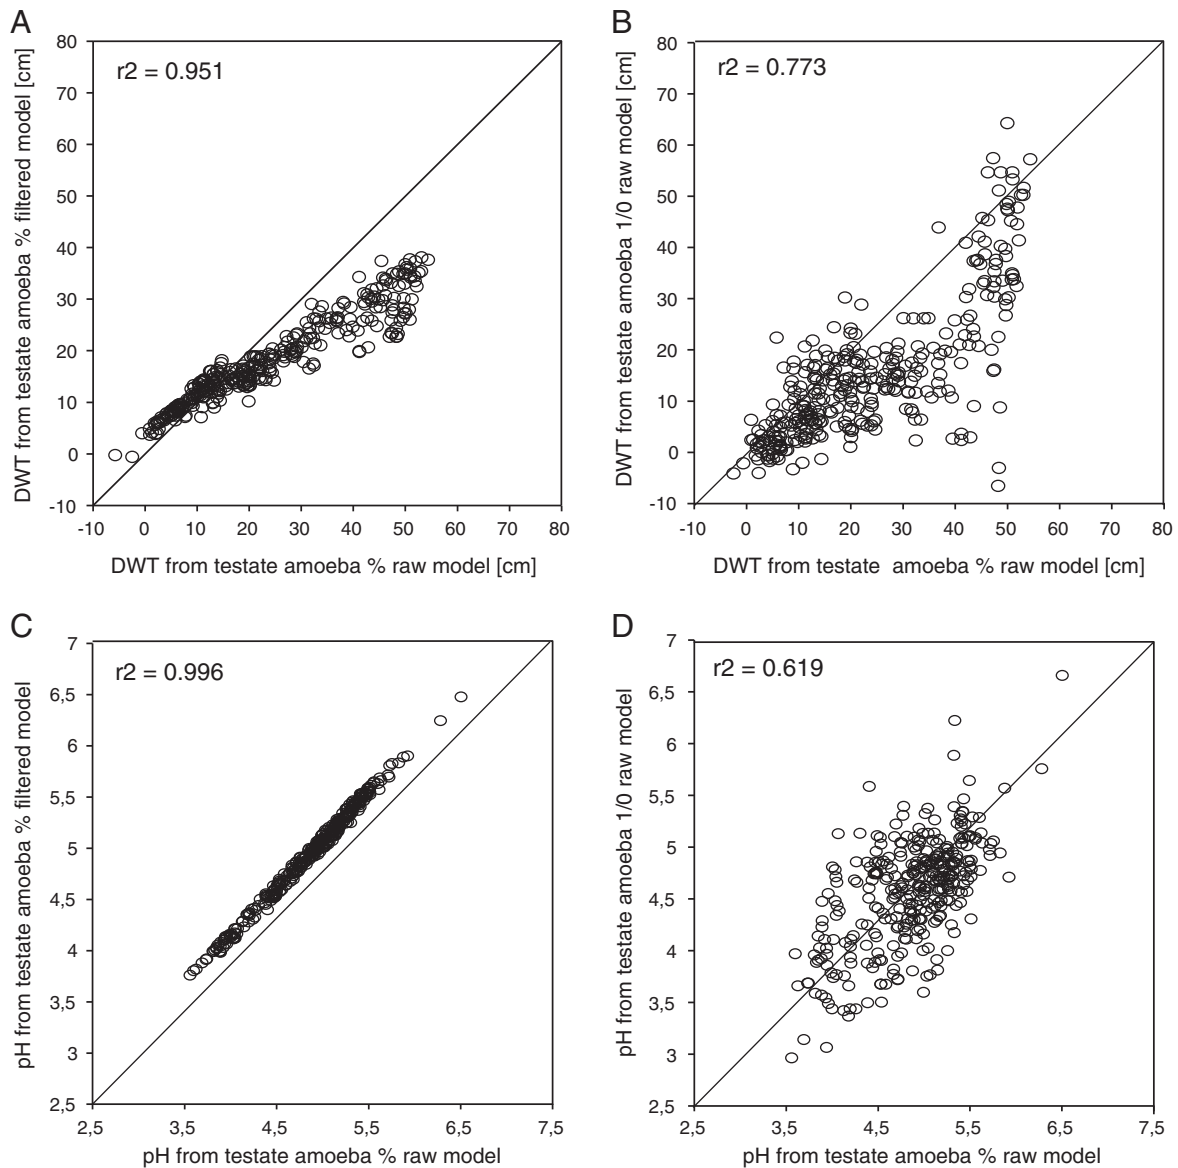 A
DWT from testate amoeba % filtered model [cm]
r2 = 0.951
80
70
60
50
40
30
20
10
0
-10
-10 0 10 20 30 40 50 60 70 80
DWT from testate amoeba % raw model [cm]
B
DWT from testate amoeba 1/0 raw model [cm]
r2 = 0.773
80
70
60
50
40
30
20
10
0
-10
-10 0 10 20 30 40 50 60 70 80
DWT from testate amoeba % raw model [cm]
C
pH from testate amoeba % filtered model
r2 = 0.996
7
6,5
6
5,5
5
4,5
4
3,5
3
2,5
2,5 3,5 4,5 5,5 6,5 7,5
pH from testate amoeba % raw model
D
pH from testate amoeba 1/0 raw model
r2 = 0.619
7
6,5
6
5,5
5
4,5
4
3,5
3
2,5
2,5 3,5 4,5 5,5 6,5 7,5
pH from testate amoeba % raw model